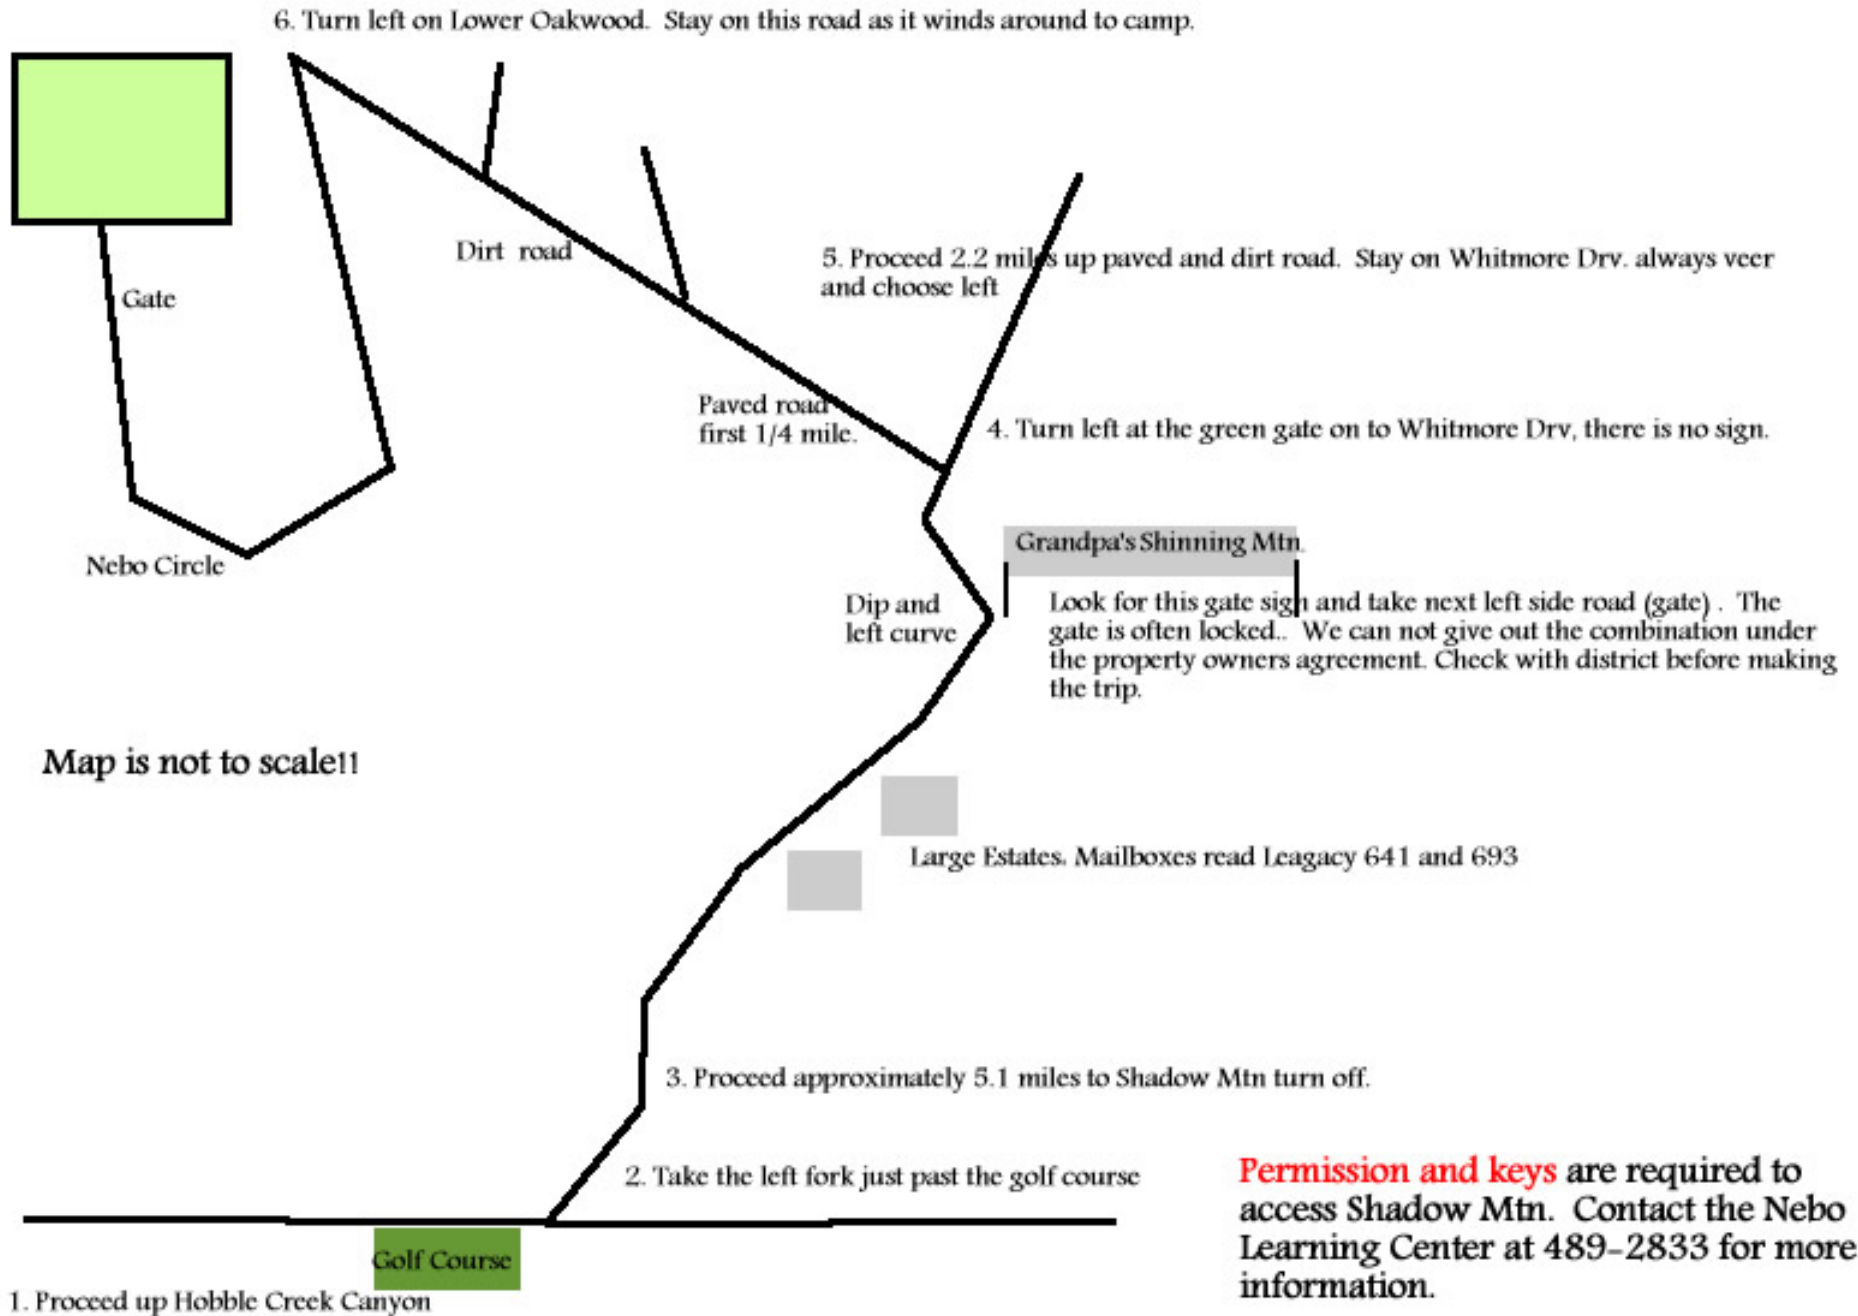 6. Turn left on Lower Oakwood.  Stay on this road as it winds around to camp.
Dirt road
5. Proceed 2.2 miles up paved and dirt road.  Stay on Whitmore Drv. always veer
and choose left
Gate
Paved road
first 1/4 mile.
4. Turn left at the green gate on to Whitmore Drv, there is no sign.
Grandpa's Shinning Mtn.
Nebo Circle
Dip and
left curve
Look for this gate sign and take next left side road (gate) .  The
gate is often locked..  We can not give out the combination under
the property owners agreement. Check with district before making
the trip.
Map is not to scale!!
Large Estates. Mailboxes read Leagacy 641 and 693
3. Proceed approximately 5.1 miles to Shadow Mtn turn off.
2. Take the left fork just past the golf course
Permission and keys are required to
access Shadow Mtn.  Contact the Nebo
Learning Center at 489-2833 for more
information.
Golf Course
1. Proceed up Hobble Creek Canyon